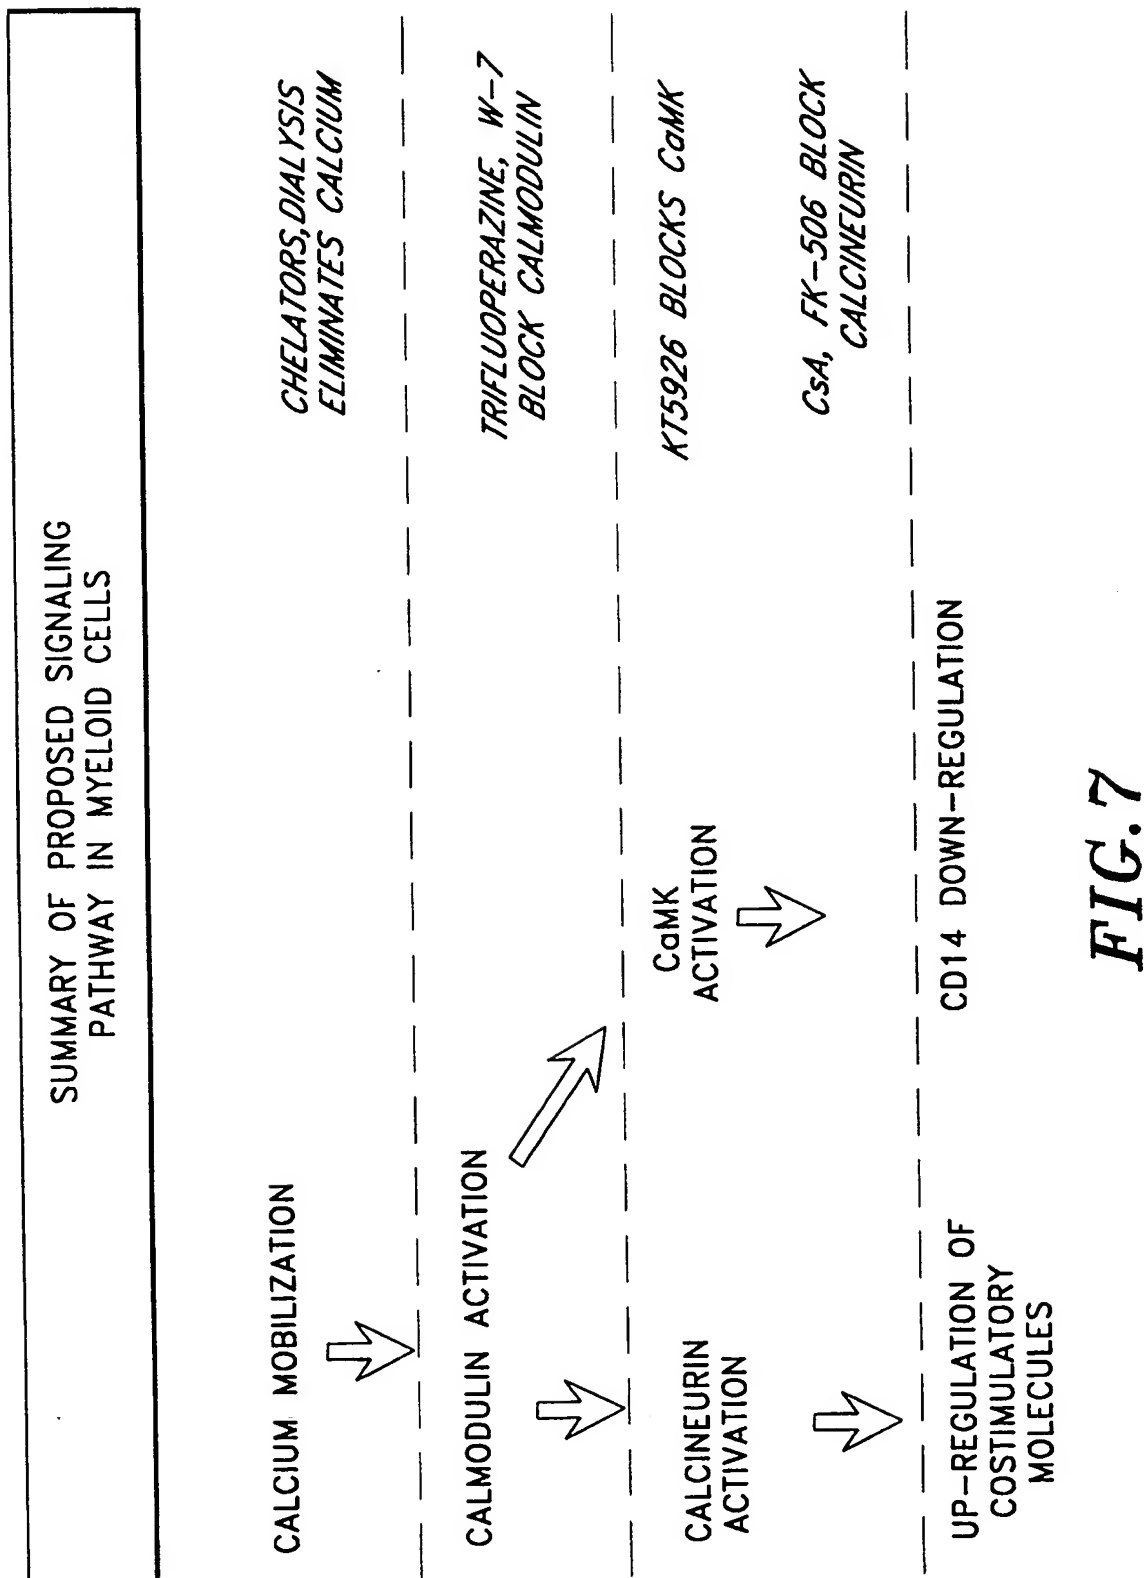 SUMMARY OF PROPOSED SIGNALING
PATHWAY IN MYELOID CELLS
CALCIUM MOBILIZATION
CHELATORS,DIALYSIS
ELIMINATES CALCIUM
CALMODULIN ACTIVATION
TRIFLUOPERAZINE, W-7
BLOCK CALMODULIN
CALCINEURIN
ACTIVATION
CaMK
ACTIVATION
KT5926 BLOCKS CaMK
CsA, FK-506 BLOCK
CALCINEURIN
UP-REGULATION OF
COSTIMULATORY
MOLECULES
CD14 DOWN-REGULATION
FIG. 7